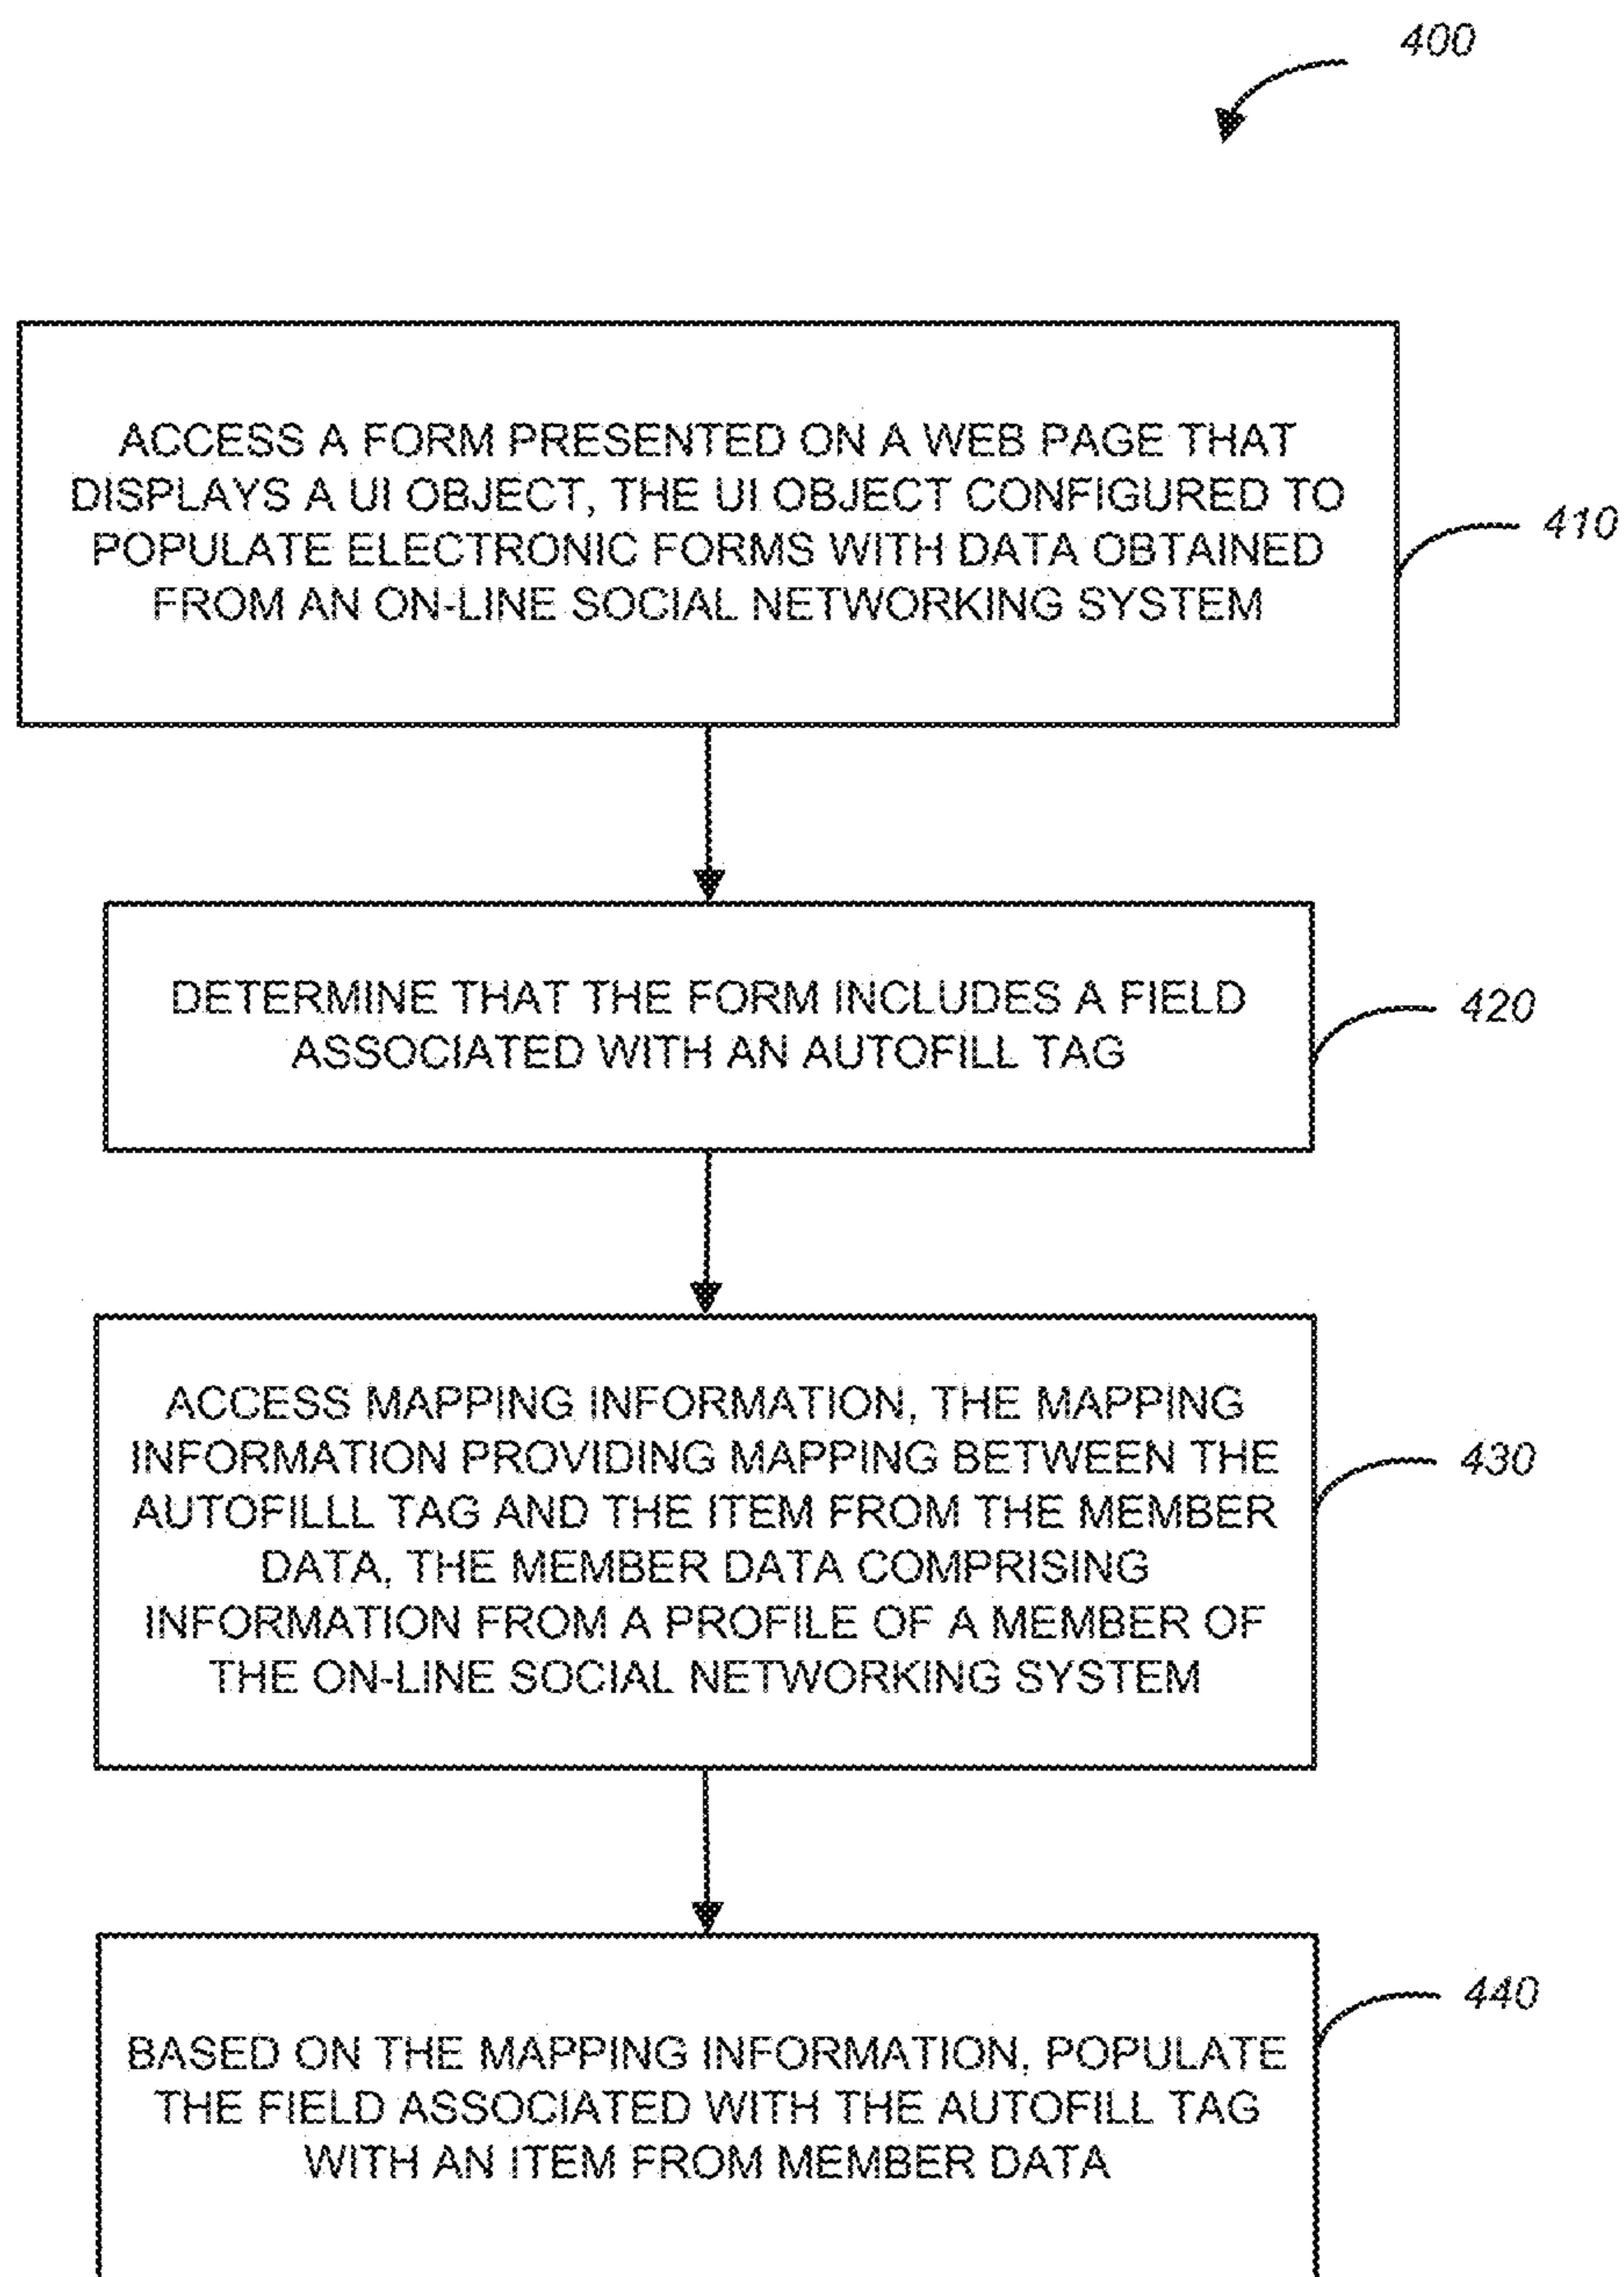 400
ACCESS A FORM PRESENTED ON A WEB PAGE THAT
DISPLAYS A UI OBJECT, THE UI OBJECT CONFIGURED TO
POPULATE ELECTRONIC FORMS WITH DATA OBTAINED
FROM AN ON-LINE SOCIAL NETWORKING SYSTEM
410
DETERMINE THAT THE FORM INCLUDES A FIELD
ASSOCIATED WITH AN AUTOFILL TAG
420
ACCESS MAPPING INFORMATION, THE MAPPING
INFORMATION PROVIDING MAPPING BETWEEN THE
AUTOFILLL TAG AND THE ITEM FROM THE MEMBER
DATA, THE MEMBER DATA COMPRISING
INFORMATION FROM A PROFILE OF A MEMBER OF
THE ON-LINE SOCIAL NETWORKING SYSTEM
430
BASED ON THE MAPPING INFORMATION, POPULATE
THE FIELD ASSOCIATED WITH THE AUTOFILL TAG
WITH AN ITEM FROM MEMBER DATA
440